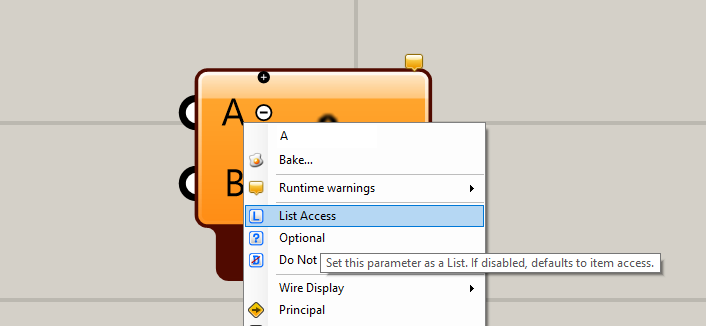 A
B
A
Bake...
Runtime warnings
L
List Access
?
Optional
Do Not
Set this parameter as a List. If disabled, defaults to item access.
Wire Display
Principal